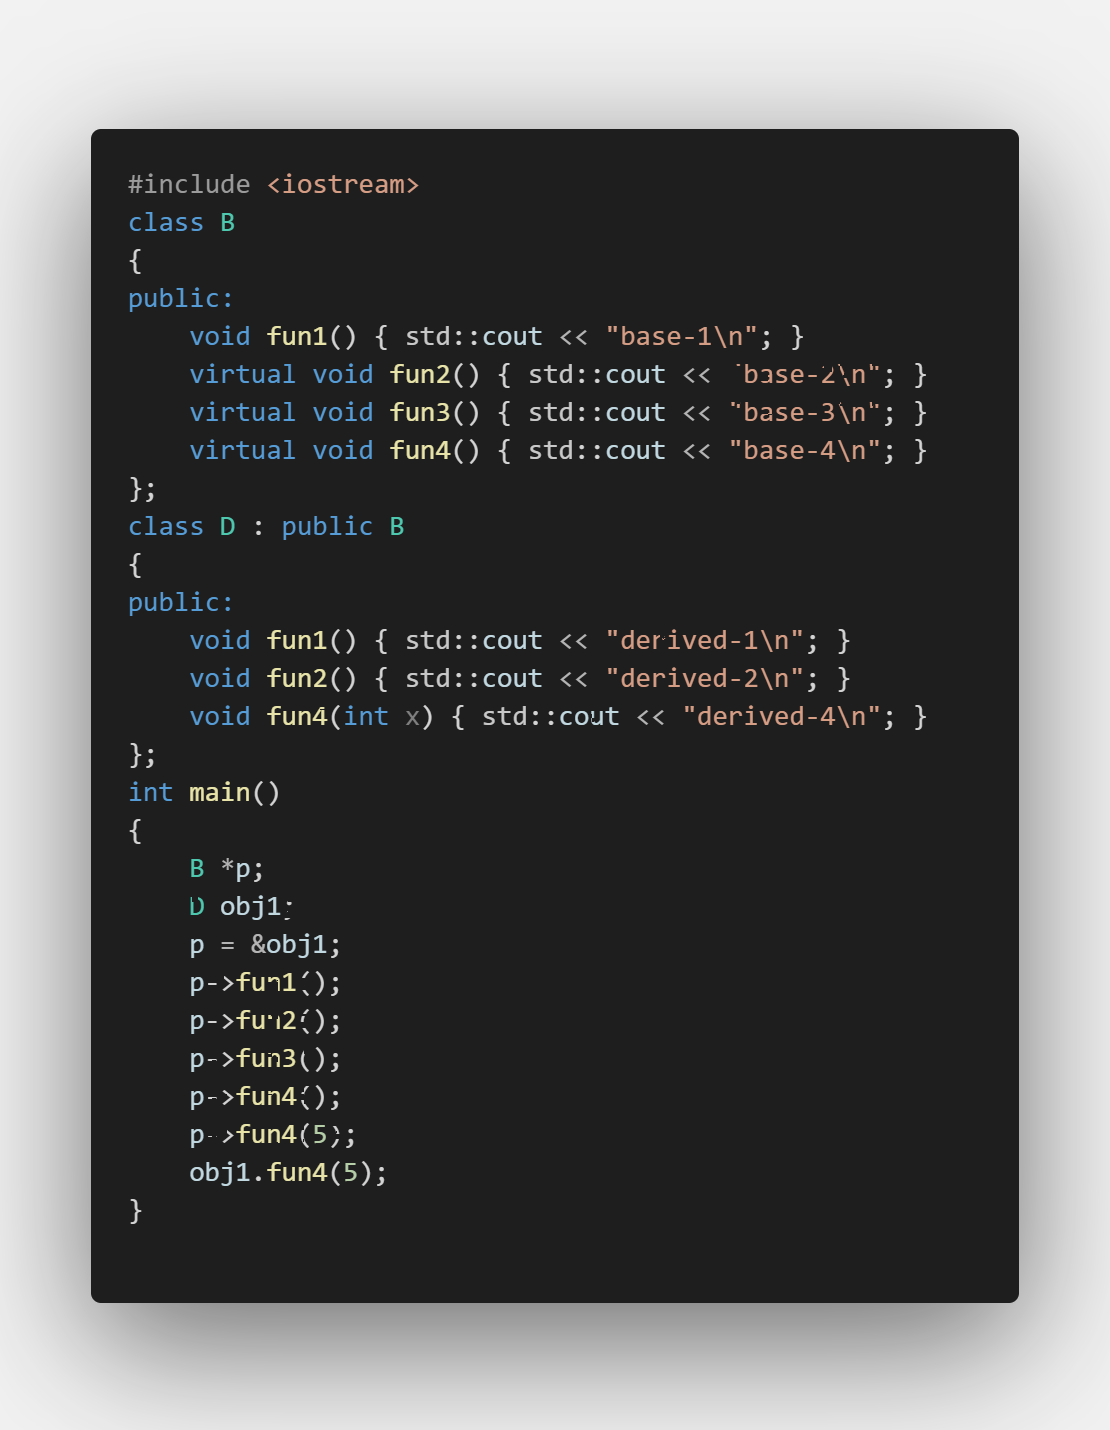 #include <iostream>
class B
{
public:
    void fun1() { std::cout << "base-1\n"; }
    virtual void fun2() { std::cout << "base-2\n"; }
    virtual void fun3() { std::cout << "base-3\n"; }
    virtual void fun4() { std::cout << "base-4\n"; }
};
class D : public B
{
public:
    void fun1() { std::cout << "derived-1\n"; }
    void fun2() { std::cout << "derived-2\n"; }
    void fun4(int x) { std::cout << "derived-4\n"; }
};
int main()
{
    B *p;
    D obj1;
    p = &obj1;
    p->fun1();
    p->fun2();
    p->fun3();
    p->fun4();
    p->fun4(5);
    obj1.fun4(5);
}